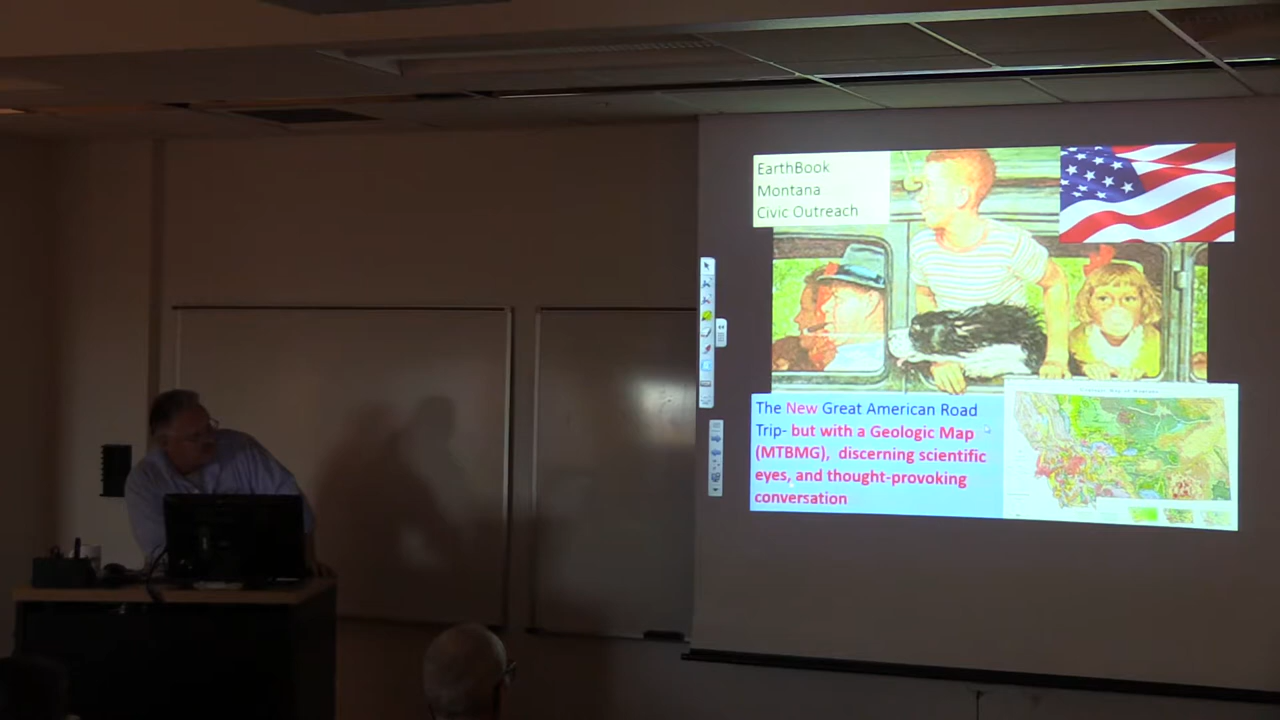 EarthBook
Montana
Civic Outreach
The New Great American Road
Trip- but with a Geologic Map
(MTBMG), discerning scientific
eyes, and thought-provoking
conversation